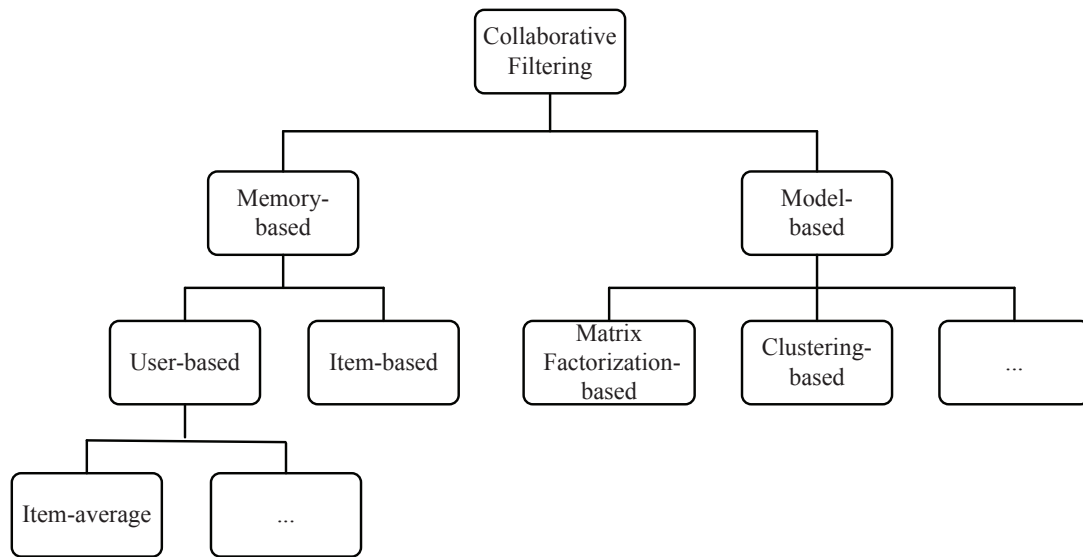 Collaborative
Filtering
Memory-
based
Model-
based
User-based
Item-based
Matrix
Factorization-
based
Clustering-
based
...
Item-average
...